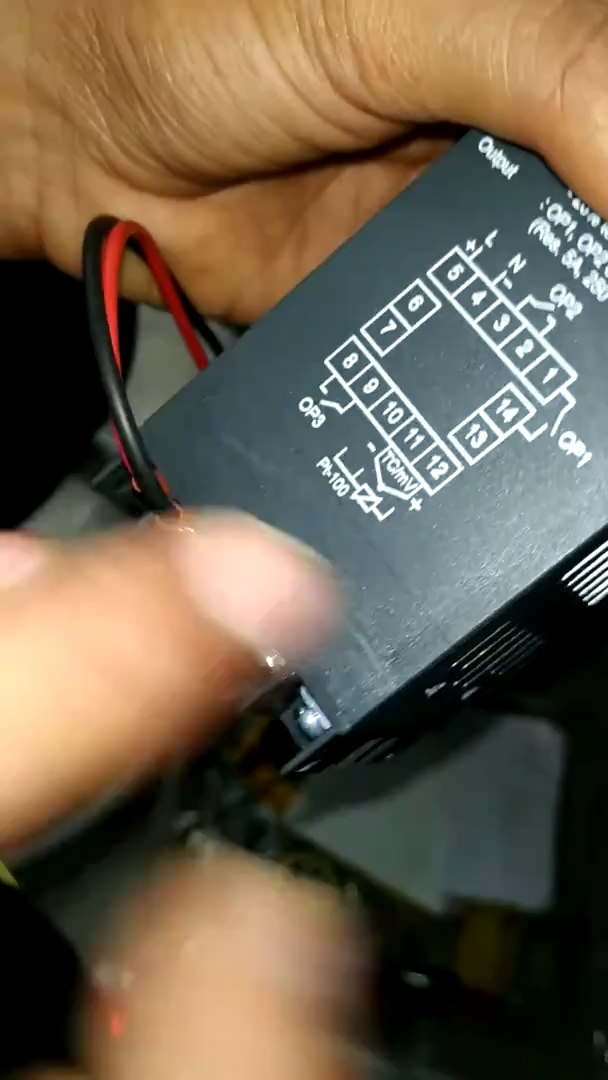 Output
: OP1, OP2
(Res. 5A, 250
+ L
N -
OP2
5 4 3 2 1
6
7
8 9 10 11 12
14
13
OP1
OP3
- TC/mV +
Pt-100